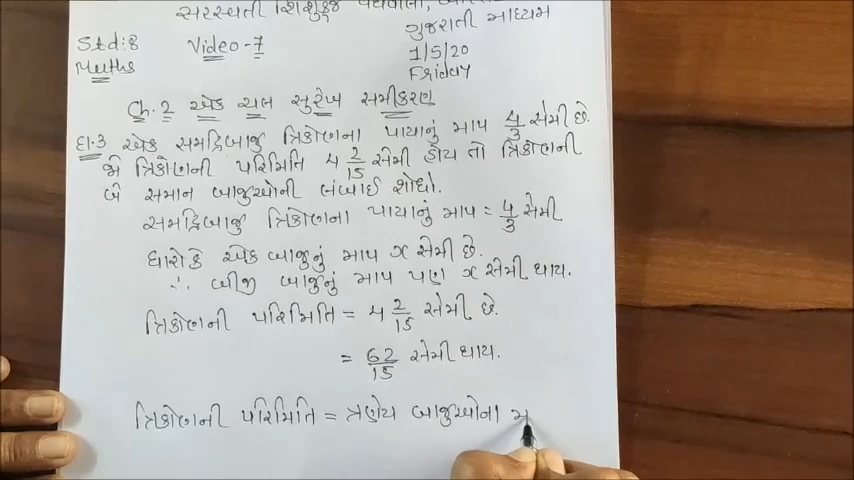 સરસ્વતી શિશુકુંજ
ગુજરાતી માધ્યમ
Std:8 Video-7 1/5/20
Maths Friday
Ch.2 એક ચલ સુરેખ સમીકરણ
દા.3 એક સમદ્વિબાજુ ત્રિકોણના પાયાનું માપ 4/3 સેમી છે.
જો ત્રિકોણની પરિમિતિ 4 2/15 સેમી હોય તો ત્રિકોણની
બે સમાન બાજુઓની લંબાઈ શોધો.
સમદ્વિબાજુ ત્રિકોણના પાયાનું માપ = 4/3 સેમી
ધારો કે એક બાજુનું માપ x સેમી છે.
∴ બીજી બાજુનું માપ પણ x સેમી થાય.
ત્રિકોણની પરિમિતિ = 4 2/15 સેમી છે.
= 62/15 સેમી થાય.
ત્રિકોણની પરિમિતિ = ત્રણેય બાજુઓના મ